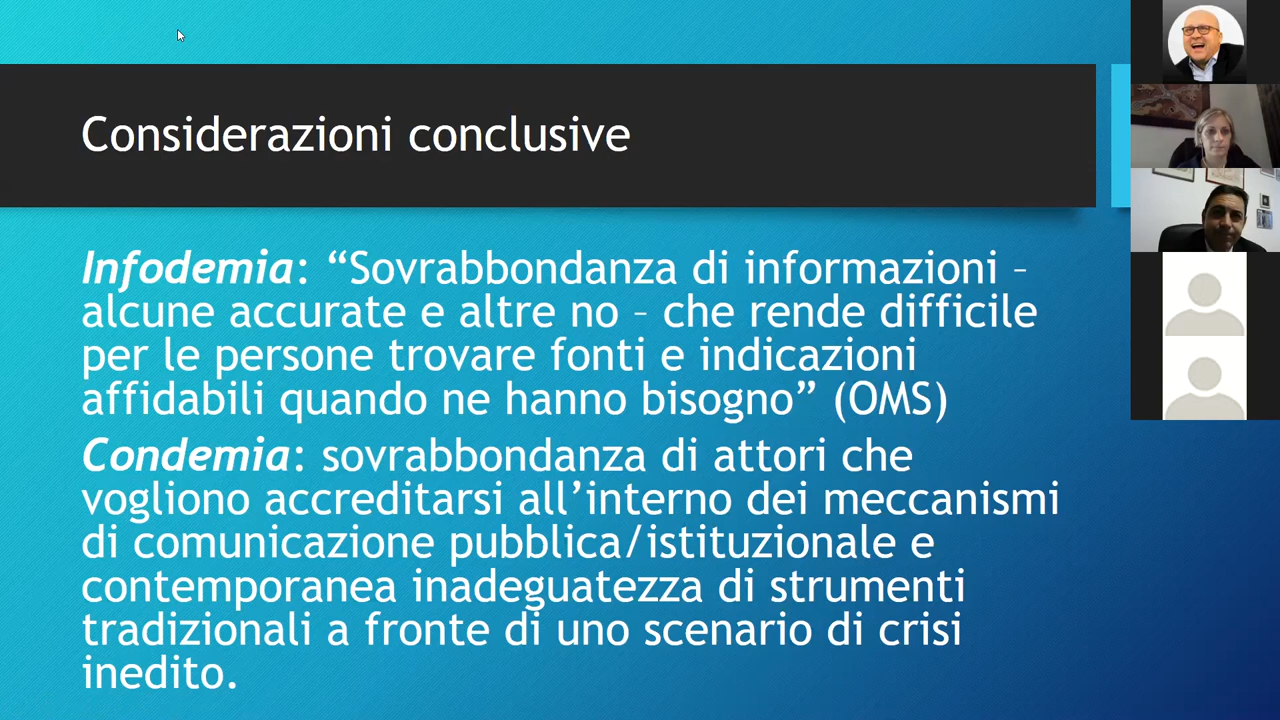 Considerazioni conclusive
Infodemia: “Sovrabbondanza di informazioni –
alcune accurate e altre no – che rende difficile
per le persone trovare fonti e indicazioni
affidabili quando ne hanno bisogno” (OMS)
Condemia: sovrabbondanza di attori che
vogliono accreditarsi all’interno dei meccanismi
di comunicazione pubblica/istituzionale e
contemporanea inadeguatezza di strumenti
tradizionali a fronte di uno scenario di crisi
inedito.